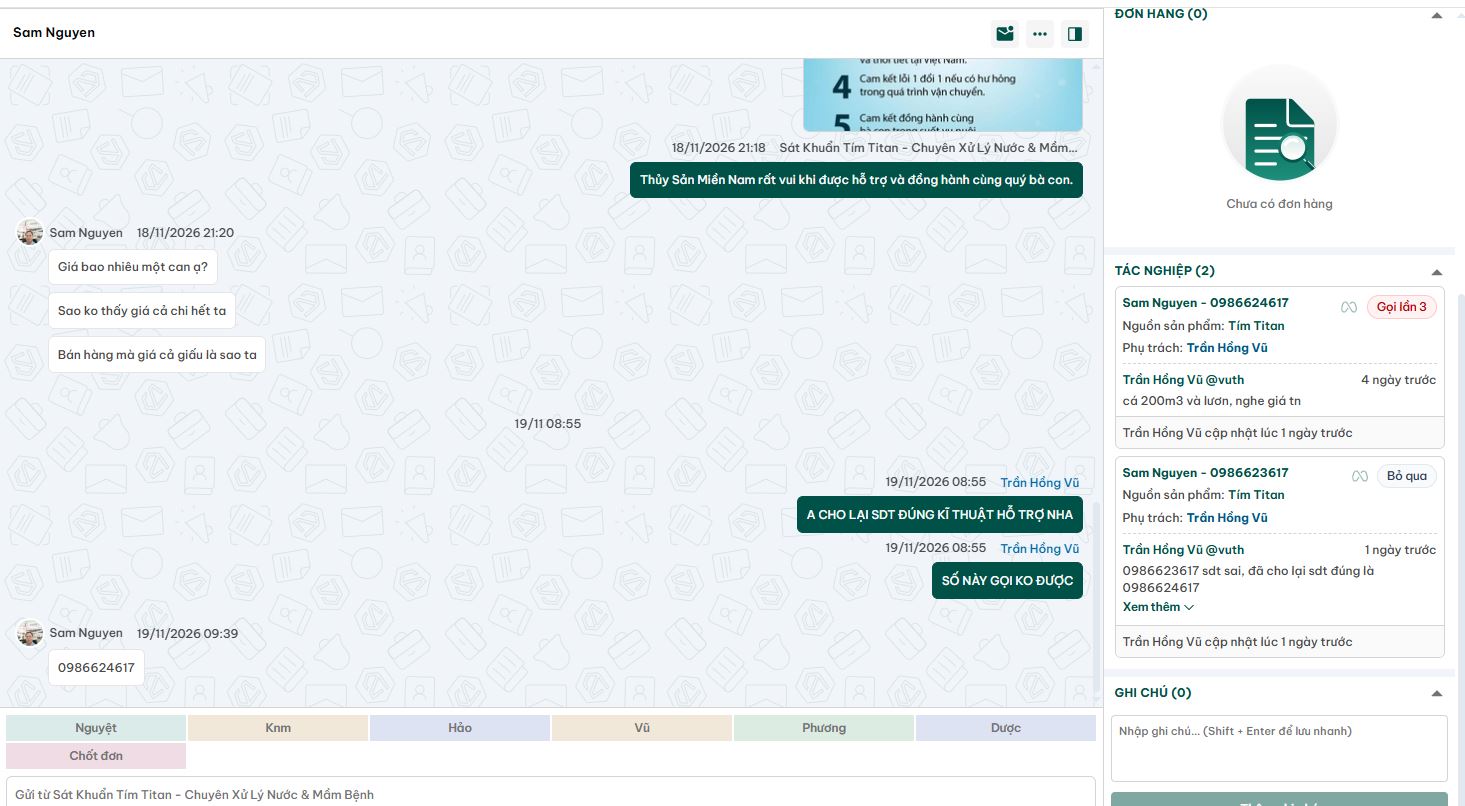 Sam Nguyen
và thời tiết tại Việt Nam.
4 Cam kết lỗi 1 đổi 1 nếu có hư hỏng
trong quá trình vận chuyển.
5 Cam kết đồng hành cùng
bà con trong suốt vụ nuôi
18/11/2026 21:18 Sát Khuẩn Tím Titan - Chuyên Xử Lý Nước & Mầm...
Thủy Sản Miền Nam rất vui khi được hỗ trợ và đồng hành cùng quý bà con.
Sam Nguyen 18/11/2026 21:20
Giá bao nhiêu một can ạ?
Sao ko thấy giá cả chi hết ta
Bán hàng mà giá cả giấu là sao ta
19/11 08:55
19/11/2026 08:55 Trần Hồng Vũ
A CHO LẠI SDT ĐÚNG KĨ THUẬT HỖ TRỢ NHA
19/11/2026 08:55 Trần Hồng Vũ
SỐ NÀY GỌI KO ĐƯỢC
Sam Nguyen 19/11/2026 09:39
0986624617
Nguyệt Knm Hảo Vũ Phương Dược
Chốt đơn
Gửi từ Sát Khuẩn Tím Titan - Chuyên Xử Lý Nước & Mầm Bệnh
ĐƠN HÀNG (0)
Chưa có đơn hàng
TÁC NGHIỆP (2)
Sam Nguyen - 0986624617 Gọi lần 3
Nguồn sản phẩm: Tím Titan
Phụ trách: Trần Hồng Vũ
Trần Hồng Vũ @vuth 4 ngày trước
cá 200m3 và lươn, nghe giá tn
Trần Hồng Vũ cập nhật lúc 1 ngày trước
Sam Nguyen - 0986623617 Bỏ qua
Nguồn sản phẩm: Tím Titan
Phụ trách: Trần Hồng Vũ
Trần Hồng Vũ @vuth 1 ngày trước
0986623617 sdt sai, đã cho lại sdt đúng là
0986624617
Xem thêm
Trần Hồng Vũ cập nhật lúc 1 ngày trước
GHI CHÚ (0)
Nhập ghi chú... (Shift + Enter để lưu nhanh)